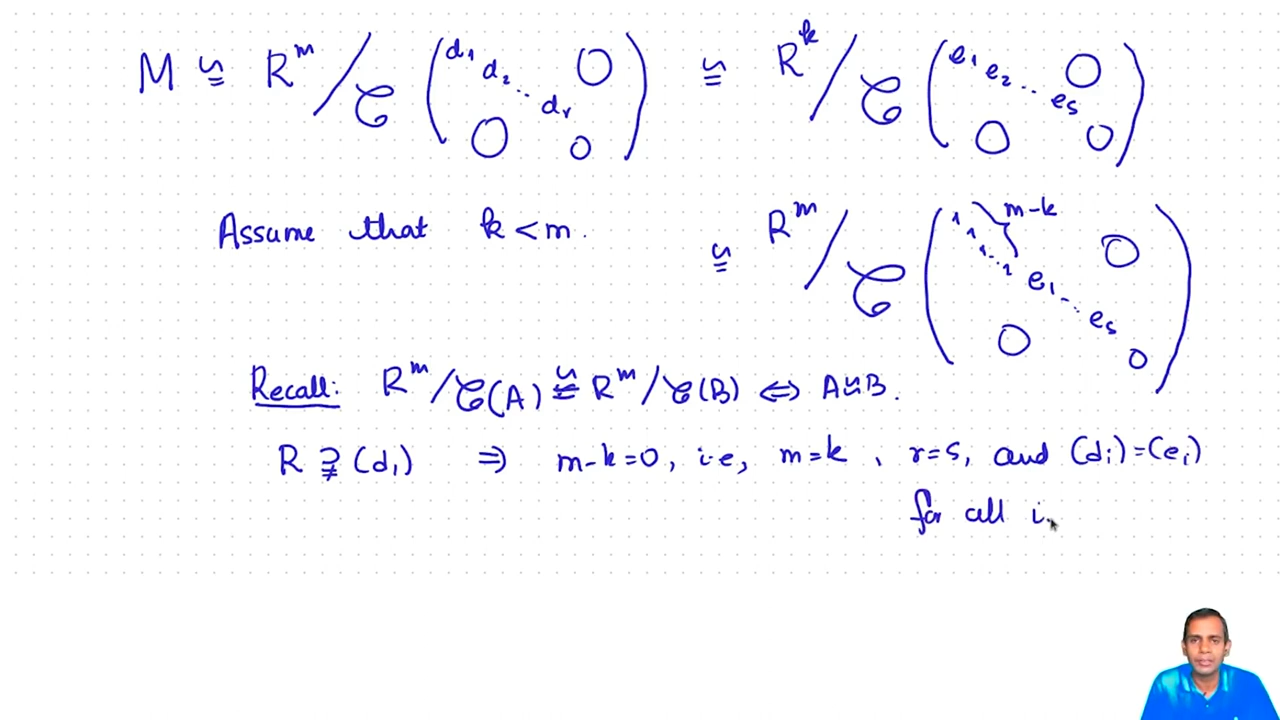 M ≅ R^m / 𝒞 ( d₁ d₂ ... dᵣ 0 0 0 ) ≅ R^k / 𝒞 ( e₁ e₂ ... eₛ 0 0 0 )
Assume that k < m. ≅ R^m / 𝒞 ( 1 1 1 ... 1 m-k e₁ ... eₛ 0 0 0 )
Recall: R^m / 𝒞(A) ≅ R^m / 𝒞(B) ⇔ A ~ B.
R ⊋ (d₁) ⇒ m-k=0, i.e, m=k, r=s, and (dᵢ)=(eᵢ)
for all i.